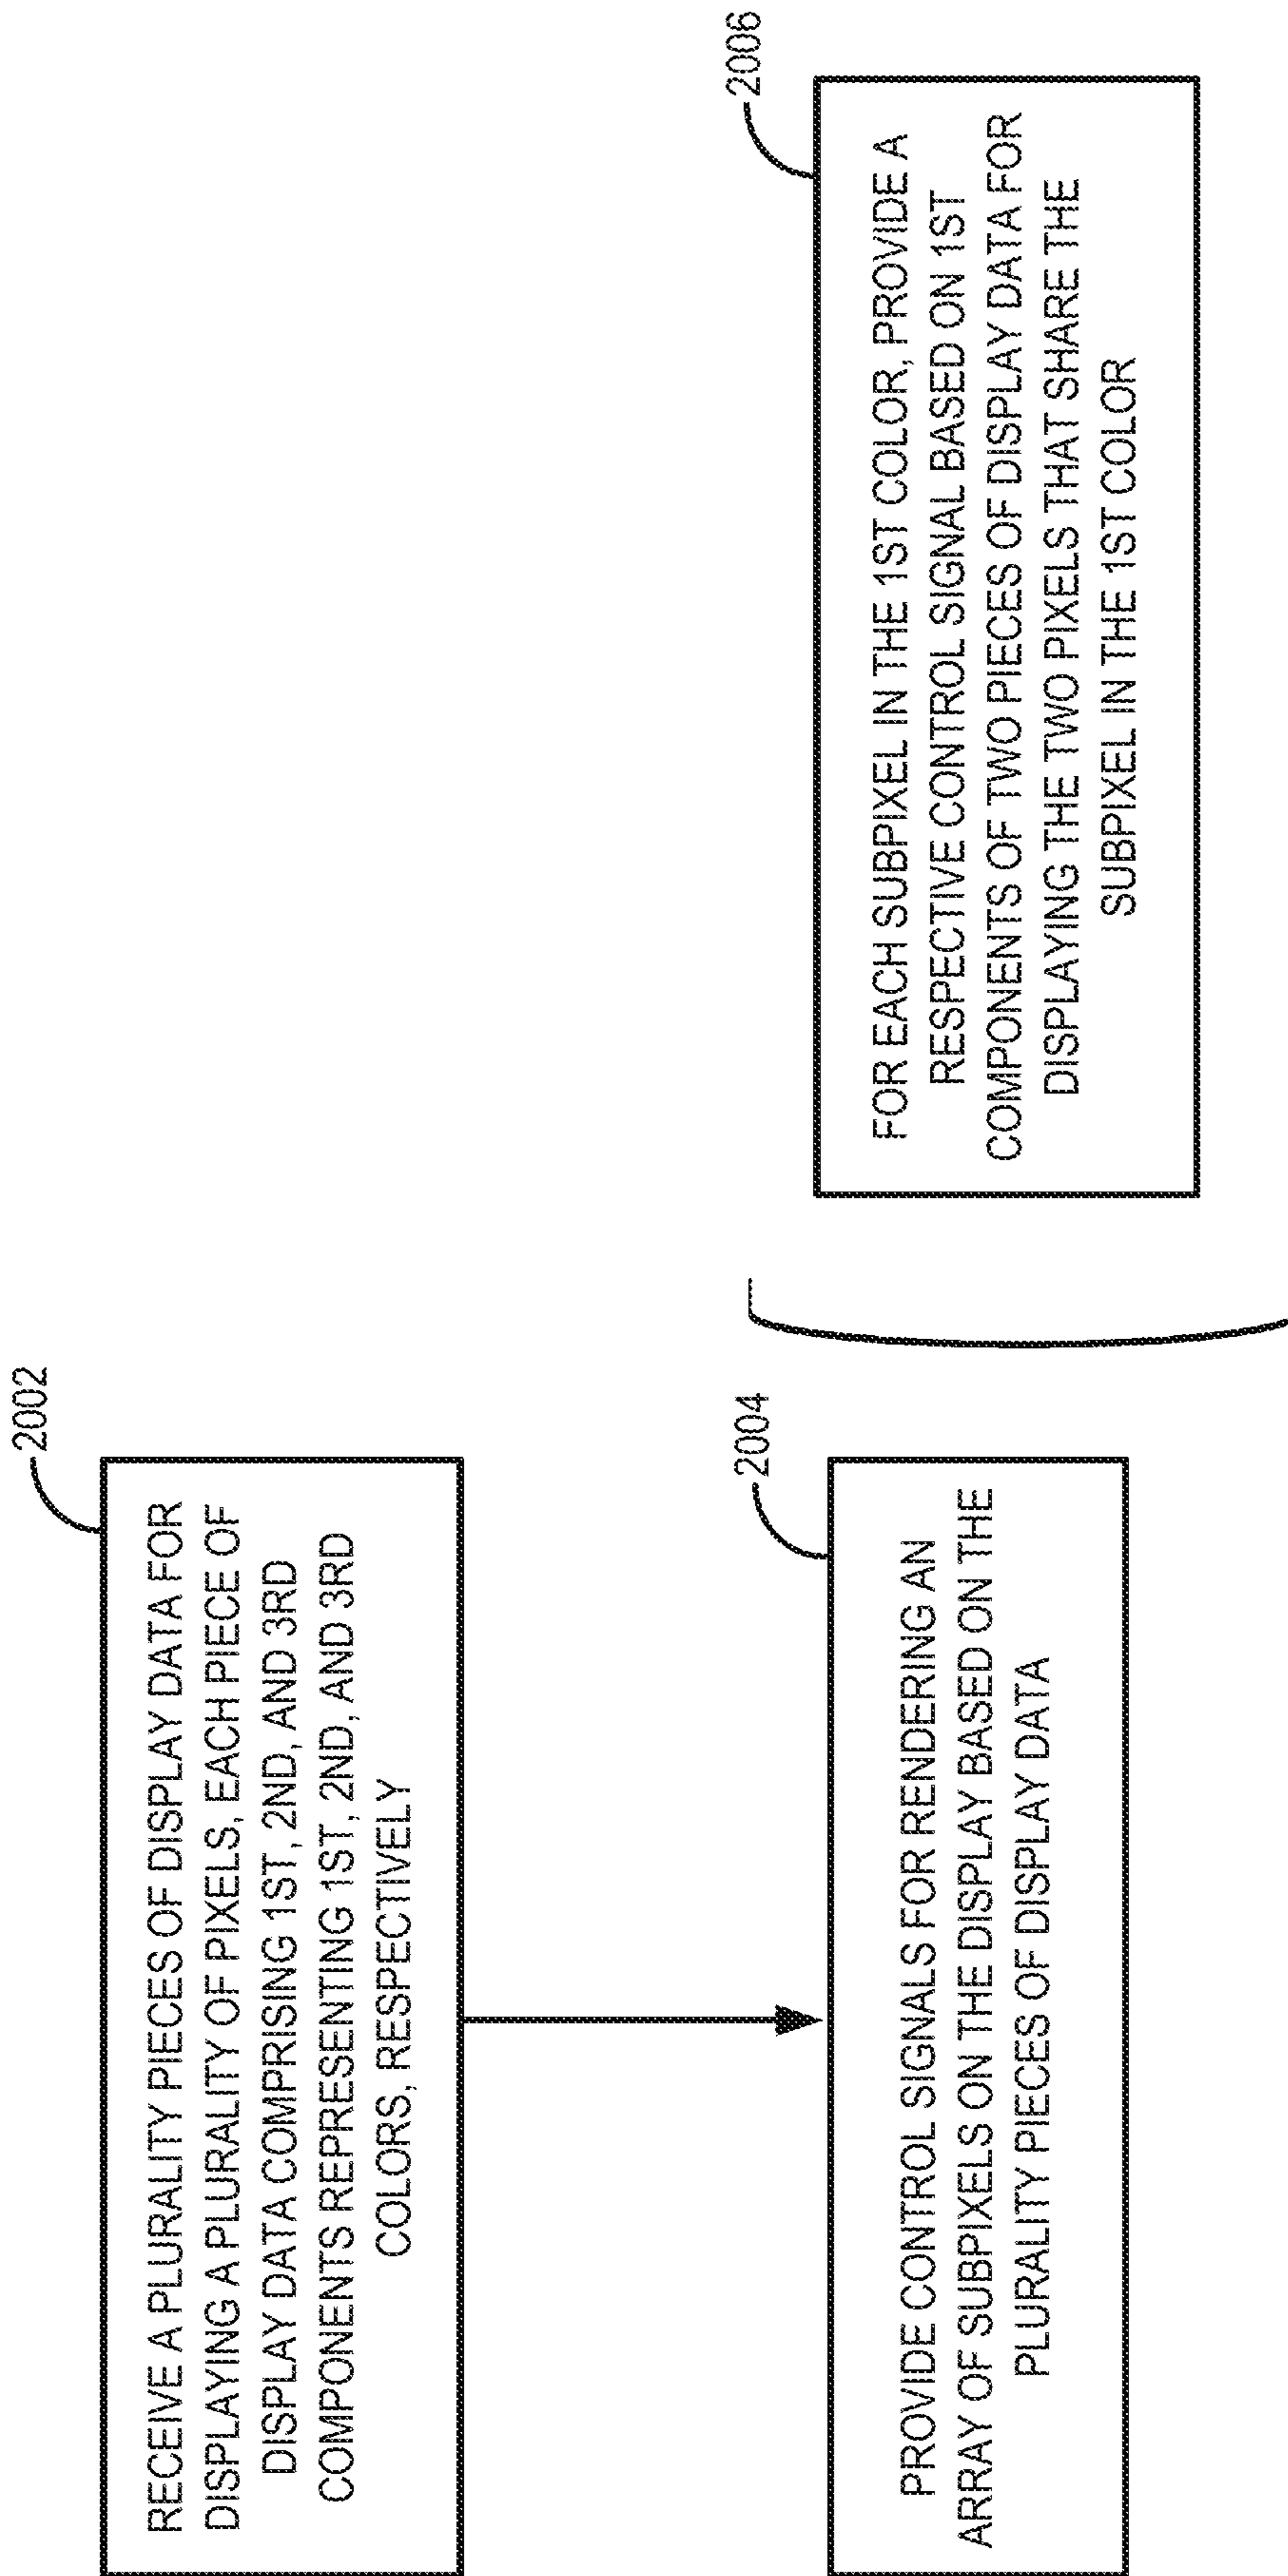 2002
RECEIVE A PLURALITY PIECES OF DISPLAY DATA FOR
DISPLAYING A PLURALITY OF PIXELS, EACH PIECE OF
DISPLAY DATA COMPRISING 1ST, 2ND, AND 3RD
COMPONENTS REPRESENTING 1ST, 2ND, AND 3RD
COLORS, RESPECTIVELY
2004
PROVIDE CONTROL SIGNALS FOR RENDERING AN
ARRAY OF SUBPIXELS ON THE DISPLAY BASED ON THE
PLURALITY PIECES OF DISPLAY DATA
2006
FOR EACH SUBPIXEL IN THE 1ST COLOR, PROVIDE A
RESPECTIVE CONTROL SIGNAL BASED ON 1ST
COMPONENTS OF TWO PIECES OF DISPLAY DATA FOR
DISPLAYING THE TWO PIXELS THAT SHARE THE
SUBPIXEL IN THE 1ST COLOR